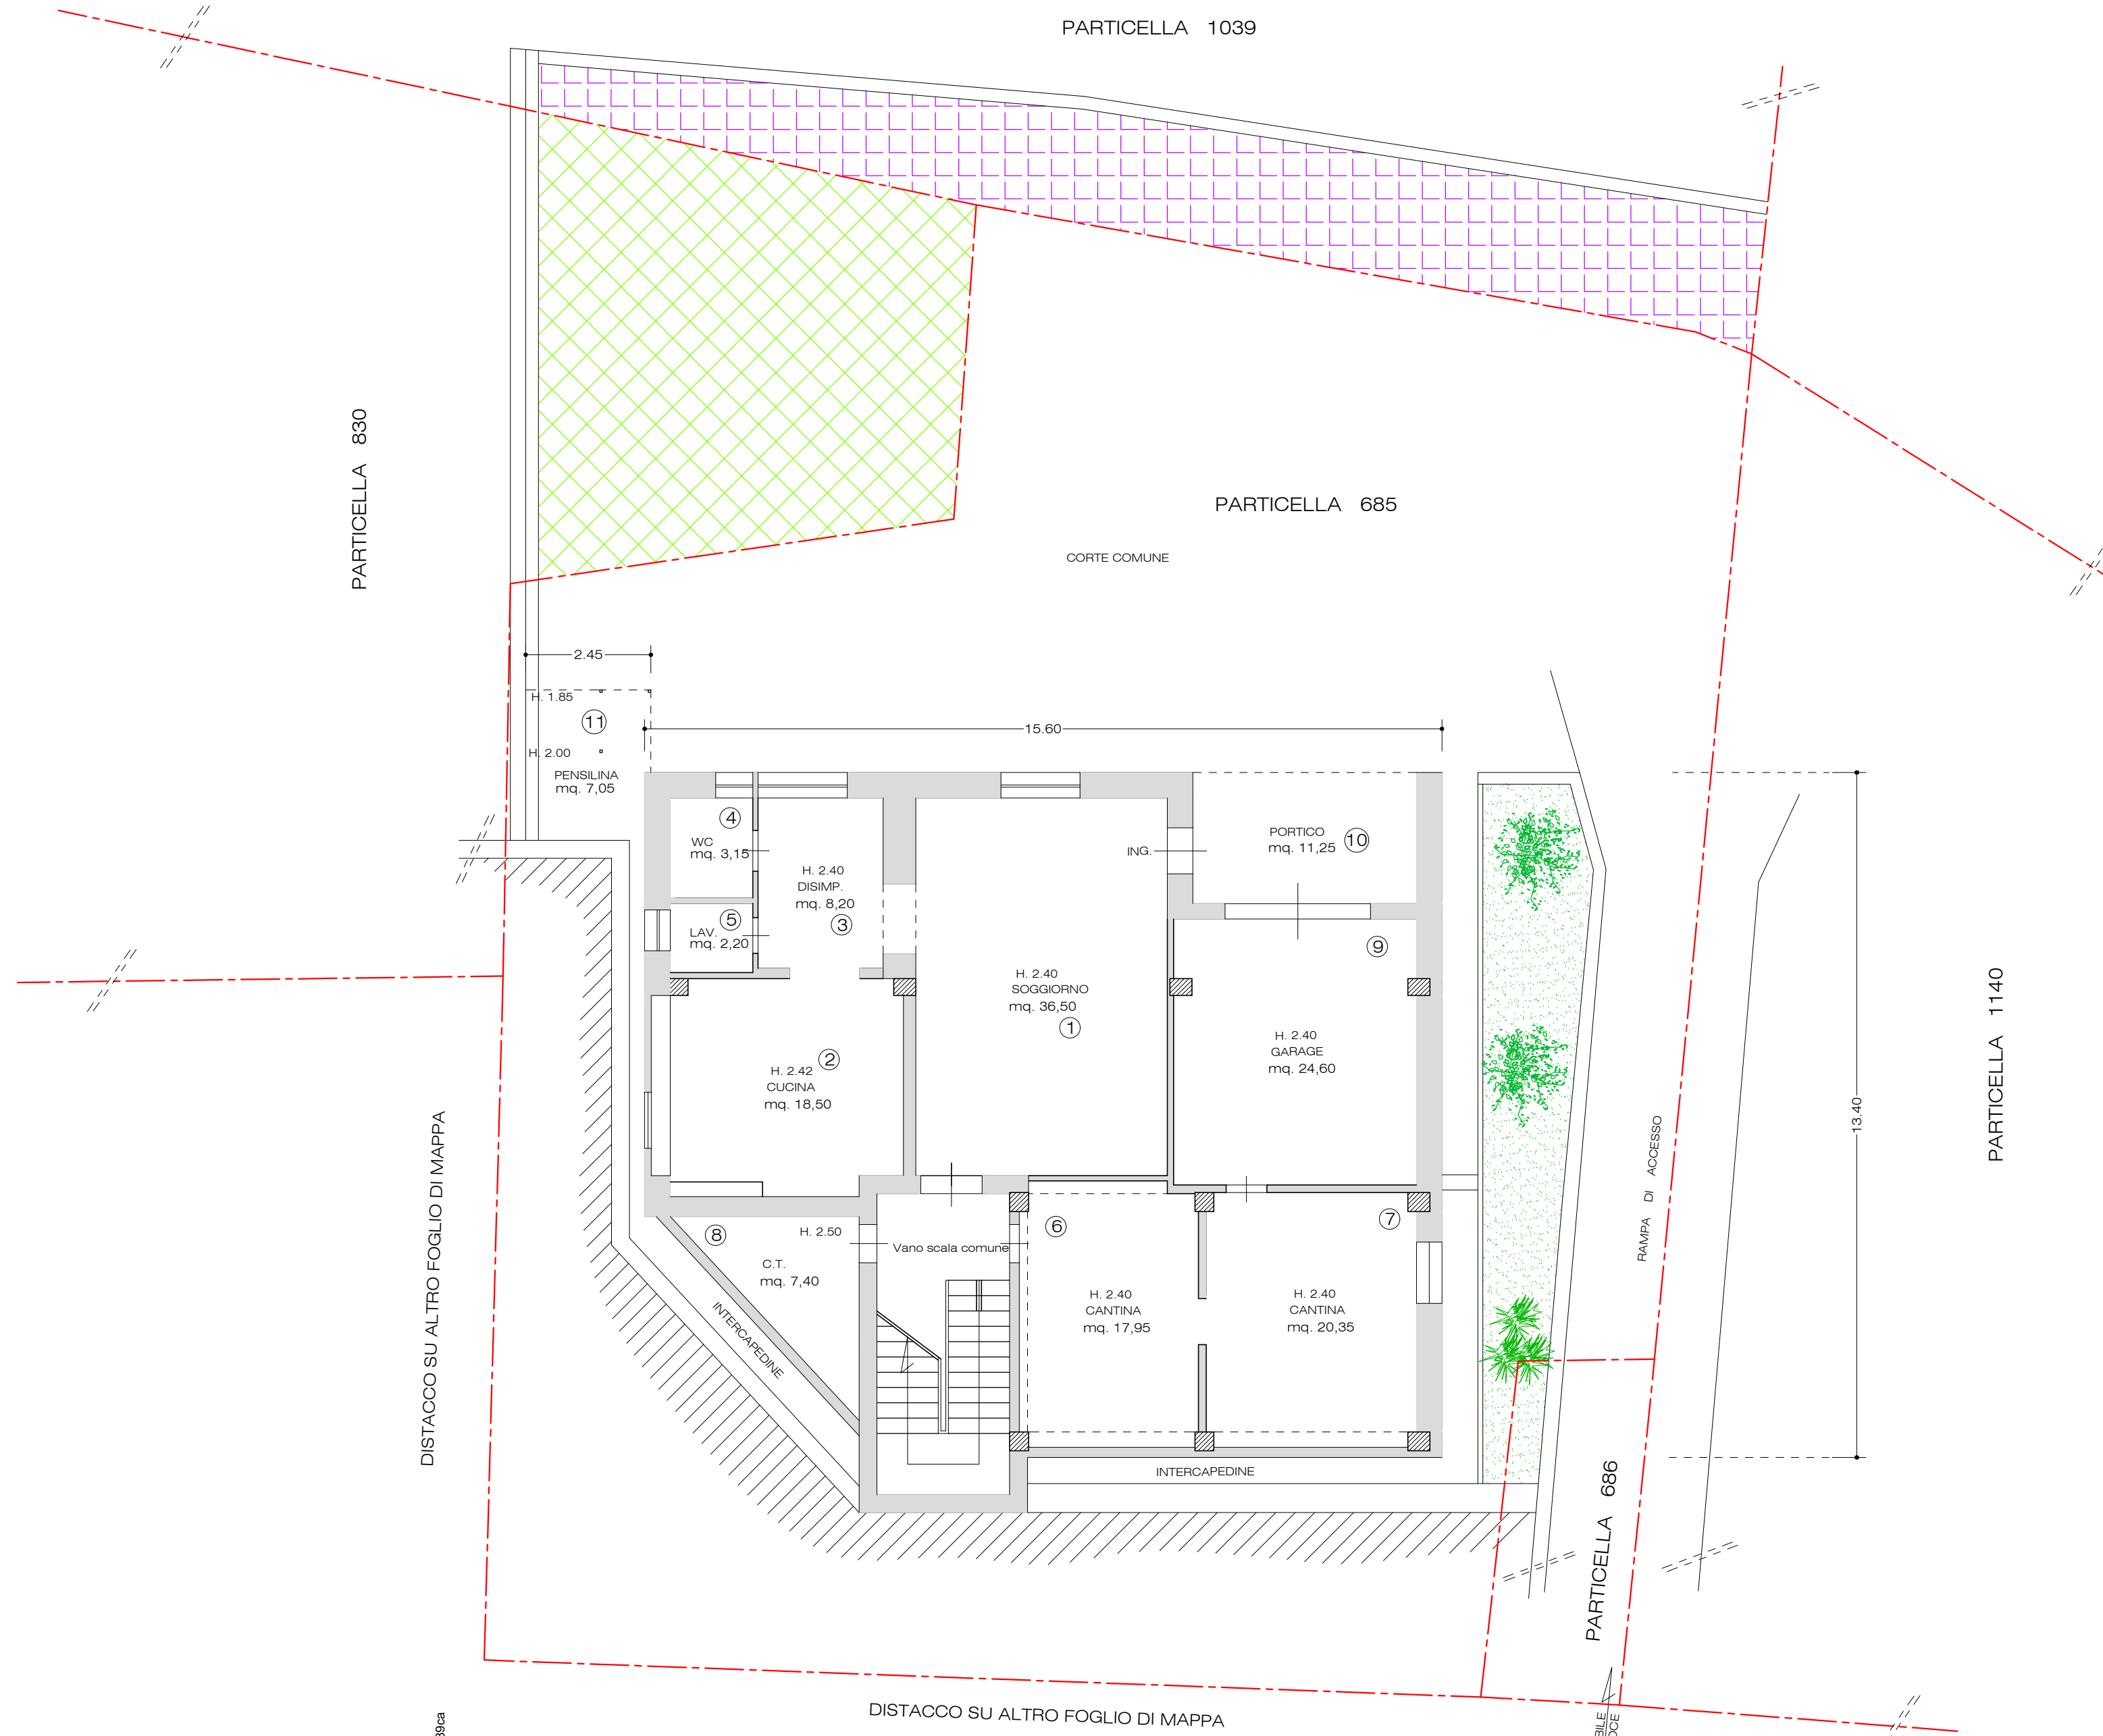 PARTICELLA 1039
PARTICELLA 830
PARTICELLA 685
CORTE COMUNE
2.45
H. 1.85
11
H. 2.00
PENSILINA
mq. 7,05
15.60
4
WC
mq. 3,15
H. 2.40
DISIMP.
mq. 8,20
3
5
LAV.
mq. 2,20
ING.
PORTICO
mq. 11,25
10
9
H. 2.40
SOGGIORNO
mq. 36,50
1
H. 2.40
GARAGE
mq. 24,60
2
H. 2.42
CUCINA
mq. 18,50
13.40
PARTICELLA 1140
RAMPA DI ACCESSO
DISTACCO SU ALTRO FOGLIO DI MAPPA
8
H. 2.50
C.T.
mq. 7,40
Vano scala comune
6
7
H. 2.40
CANTINA
mq. 17,95
H. 2.40
CANTINA
mq. 20,35
INTERCAPEDINE
INTERCAPEDINE
PARTICELLA 686
DISTACCO SU ALTRO FOGLIO DI MAPPA